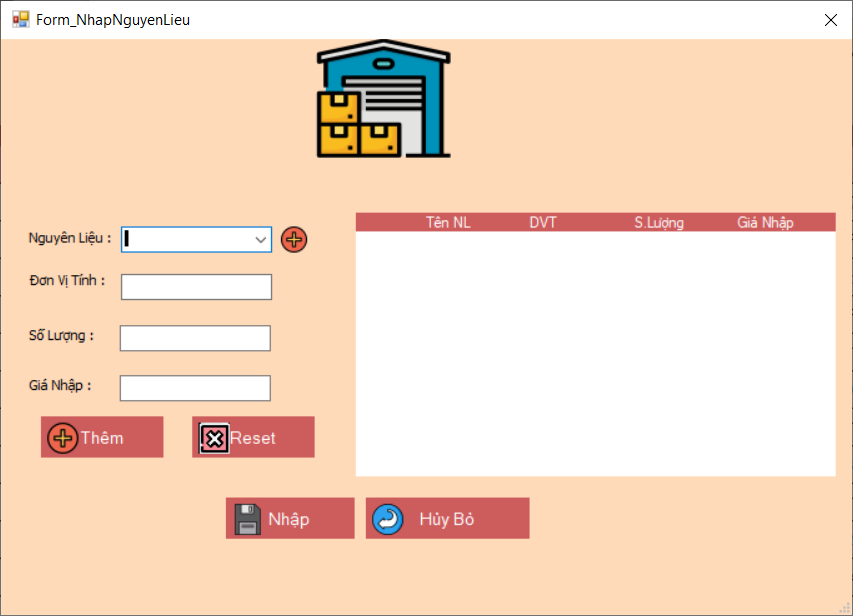 Form_NhapNguyenLieu
Nguyên Liệu :
Đơn Vị Tính :
Số Lượng :
Giá Nhập :
Thêm
Reset
Tên NL DVT S.Lượng Giá Nhập
Nhập
Hủy Bỏ